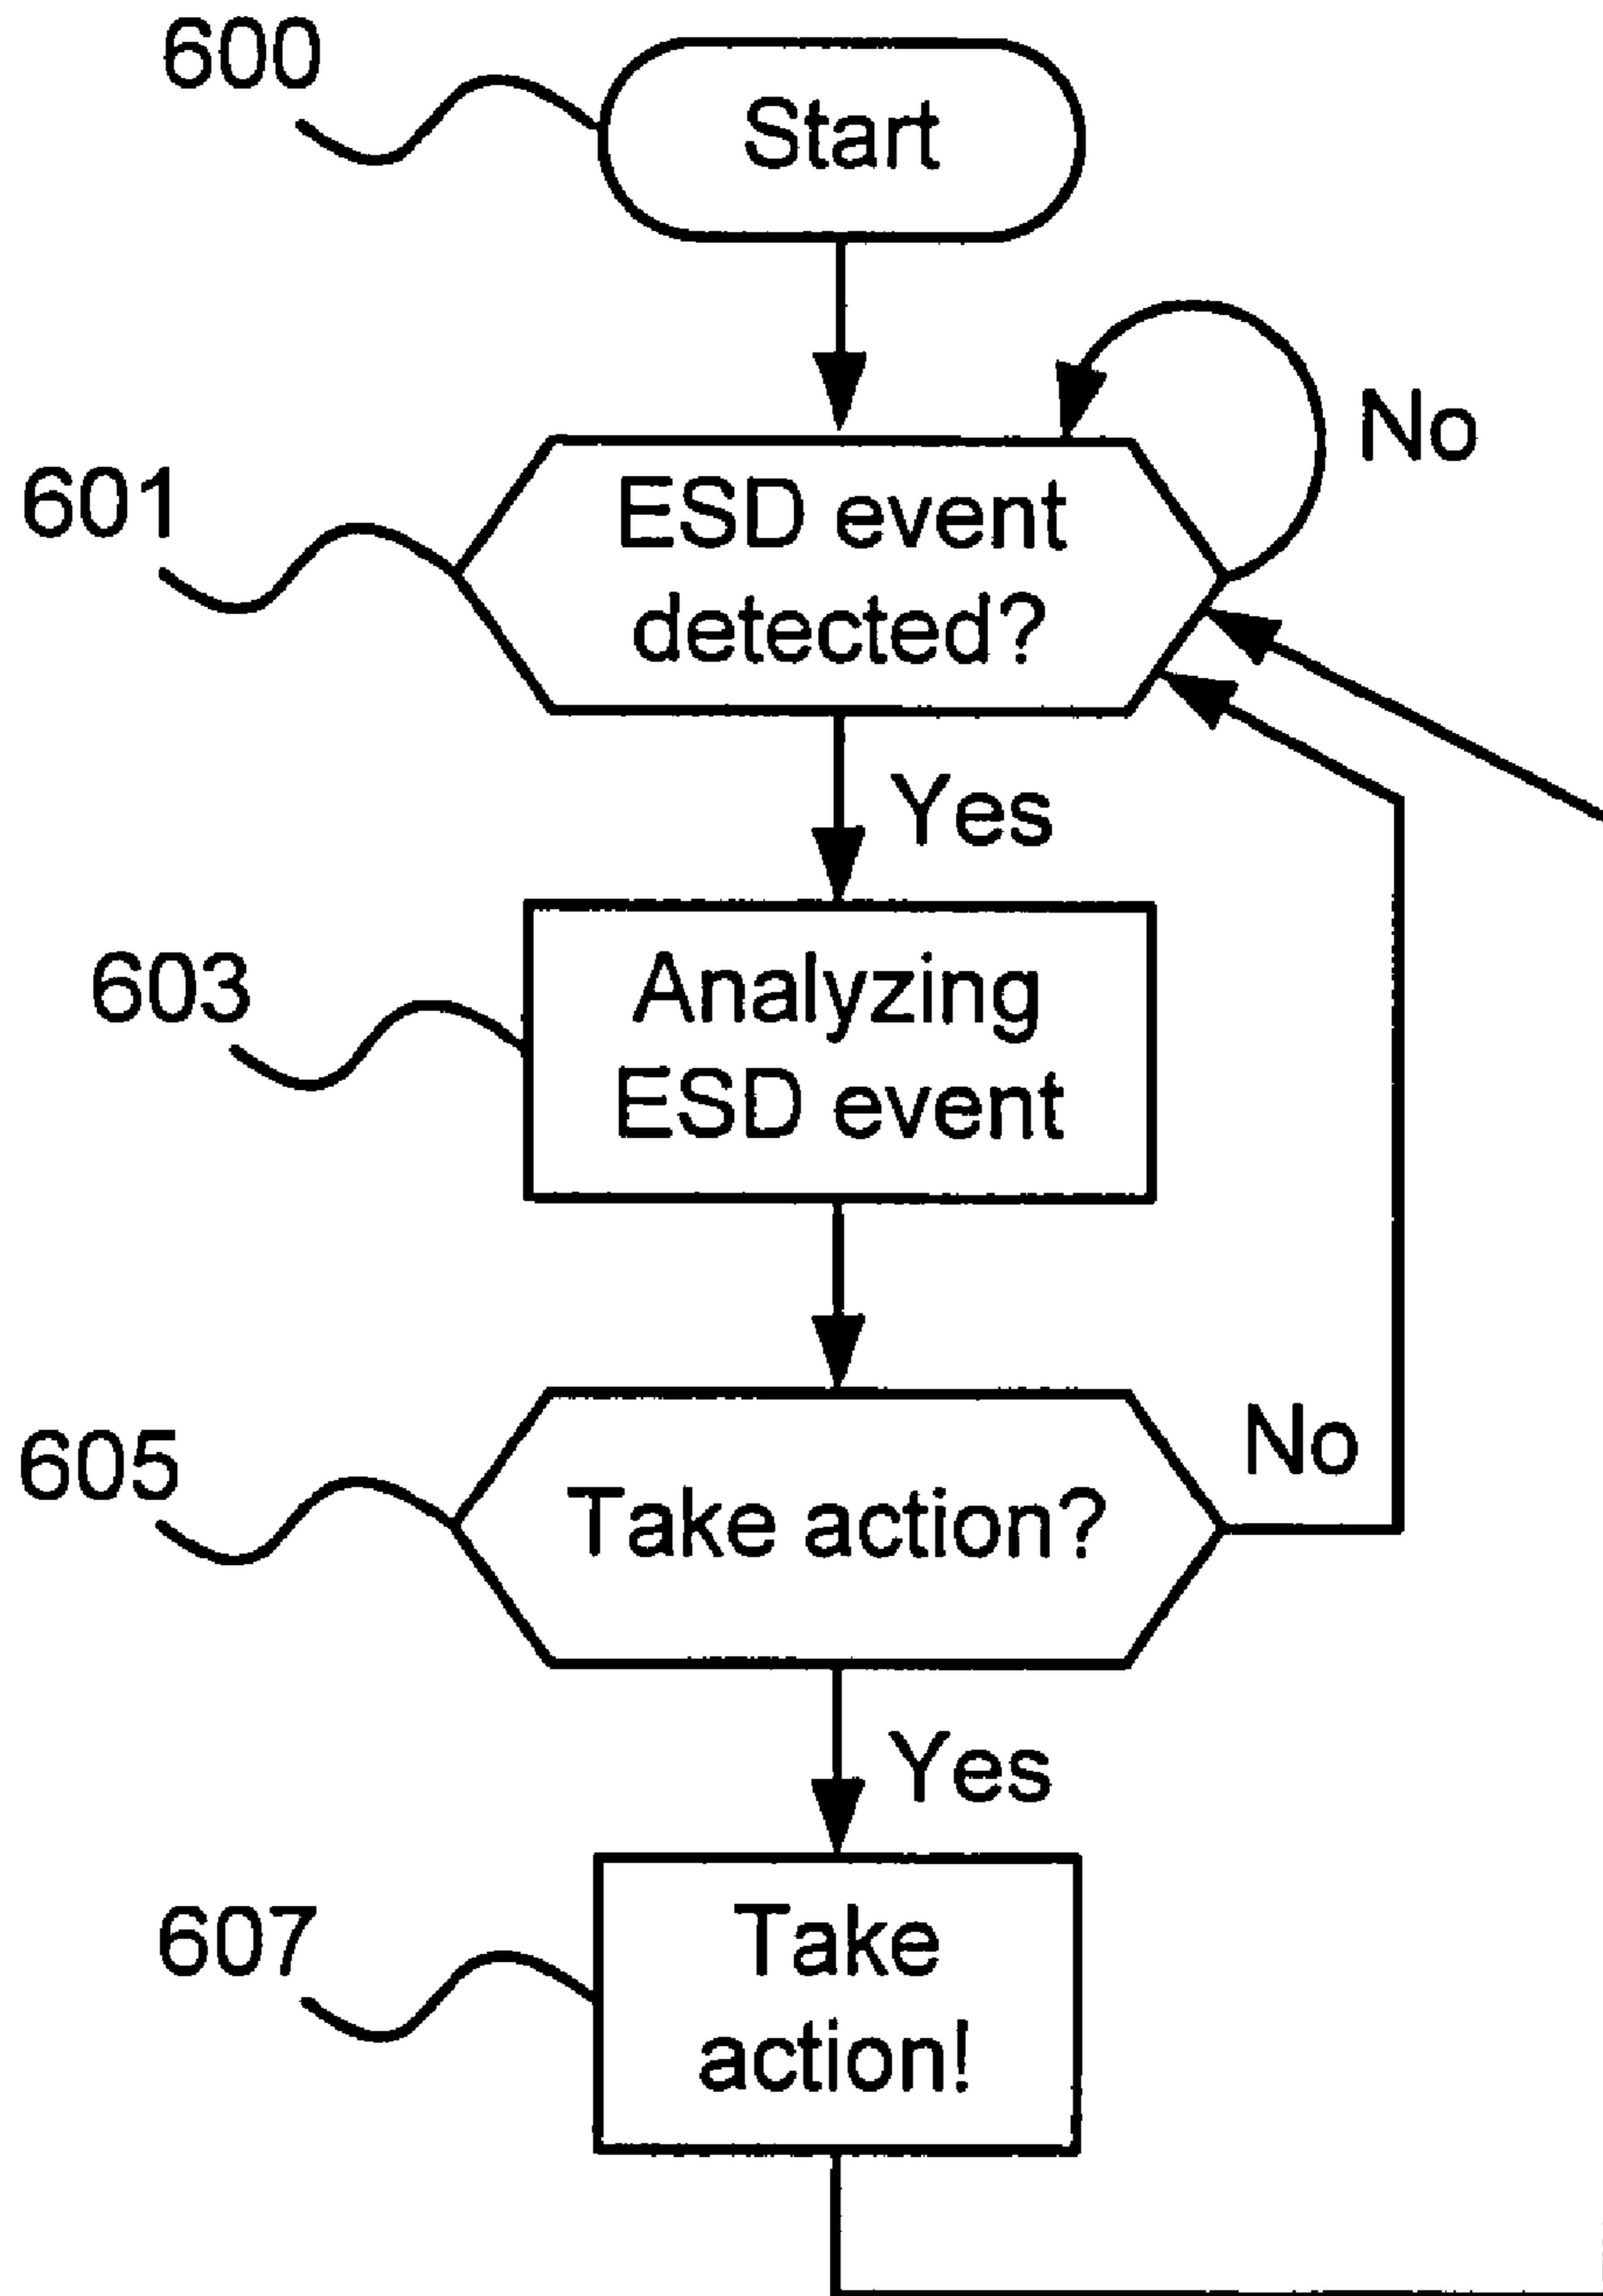 600
Start
No
601
ESD event
detected?
Yes
603
Analyzing
ESD event
605
Take action?
No
Yes
607
Take
action!